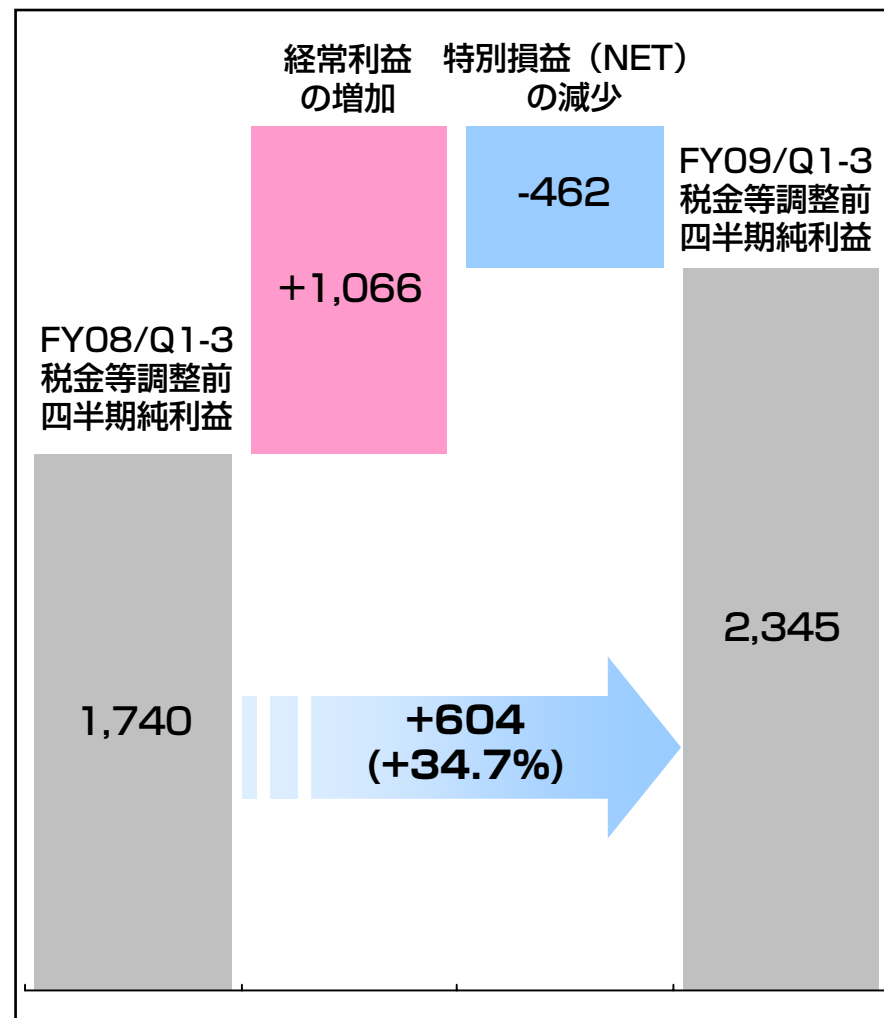 経常利益
の増加
特別損益（NET）
の減少
FY09/Q1-3
税金等調整前
四半期純利益
-462
+1,066
FY08/Q1-3
税金等調整前
四半期純利益
2,345
1,740
+604
(+34.7%)